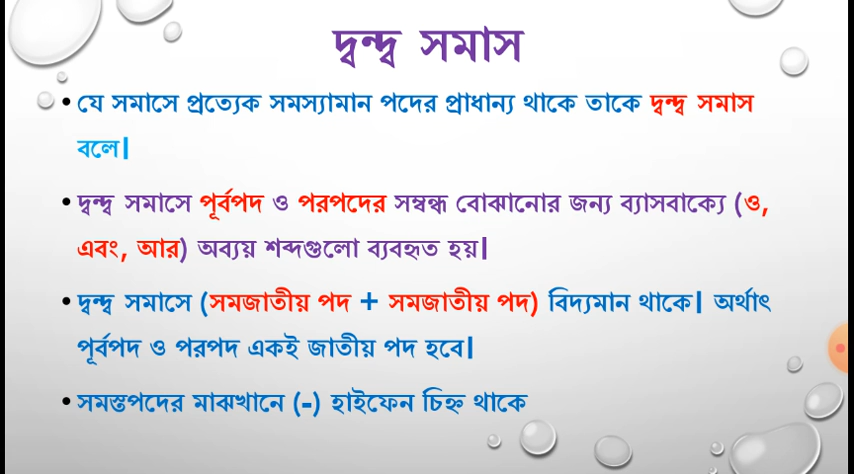 দ্বন্দ্ব সমাস
• যে সমাসে প্রত্যেক সমস্যামান পদের প্রাধান্য থাকে তাকে দ্বন্দ্ব সমাস
বলে|
• দ্বন্দ্ব সমাসে পূর্বপদ ও পরপদের সম্বন্ধ বোঝানোর জন্য ব্যাসবাক্যে (ও,
এবং, আর) অব্যয় শব্দগুলো ব্যবহৃত হয়|
• দ্বন্দ্ব সমাসে (সমজাতীয় পদ + সমজাতীয় পদ) বিদ্যমান থাকে| অর্থাৎ
পূর্বপদ ও পরপদ একই জাতীয় পদ হবে|
• সমস্তপদের মাঝখানে (-) হাইফেন চিহ্ন থাকে